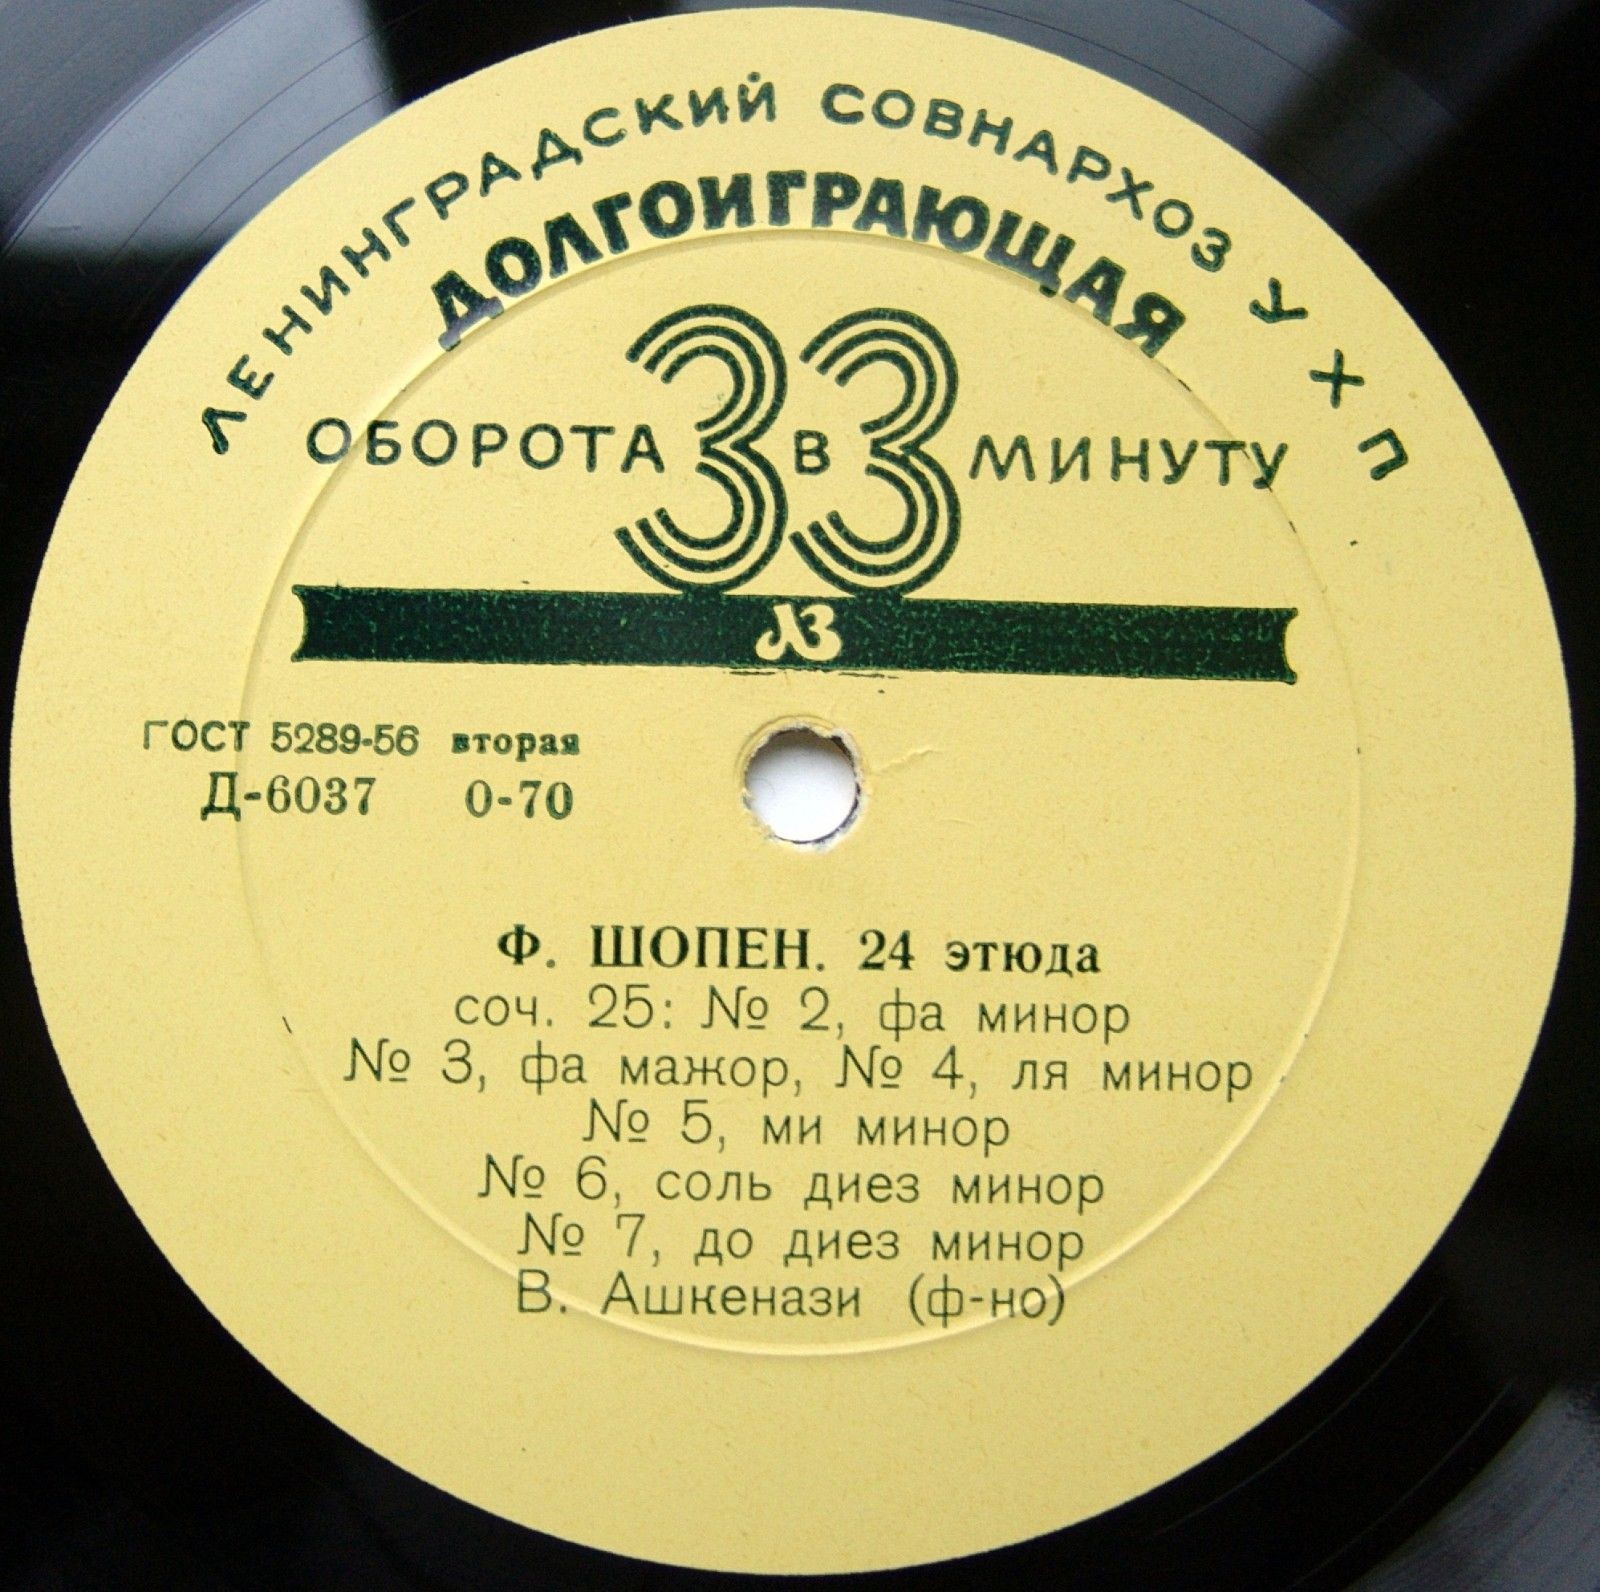 ЛЕНИНГРАДСКИЙ СОВНАРХОЗ УХП
ДОЛГОИГРАЮЩАЯ
33
ОБОРОТА В МИНУТУ
ЛЗ
ГОСТ 5289-56 вторая
Д-6037 0-70
Ф. ШОПЕН. 24 этюда
соч. 25: № 2, фа минор
№ 3, фа мажор, № 4, ля минор
№ 5, ми минор
№ 6, соль диез минор
№ 7, до диез минор
В. Ашкенази (ф-но)